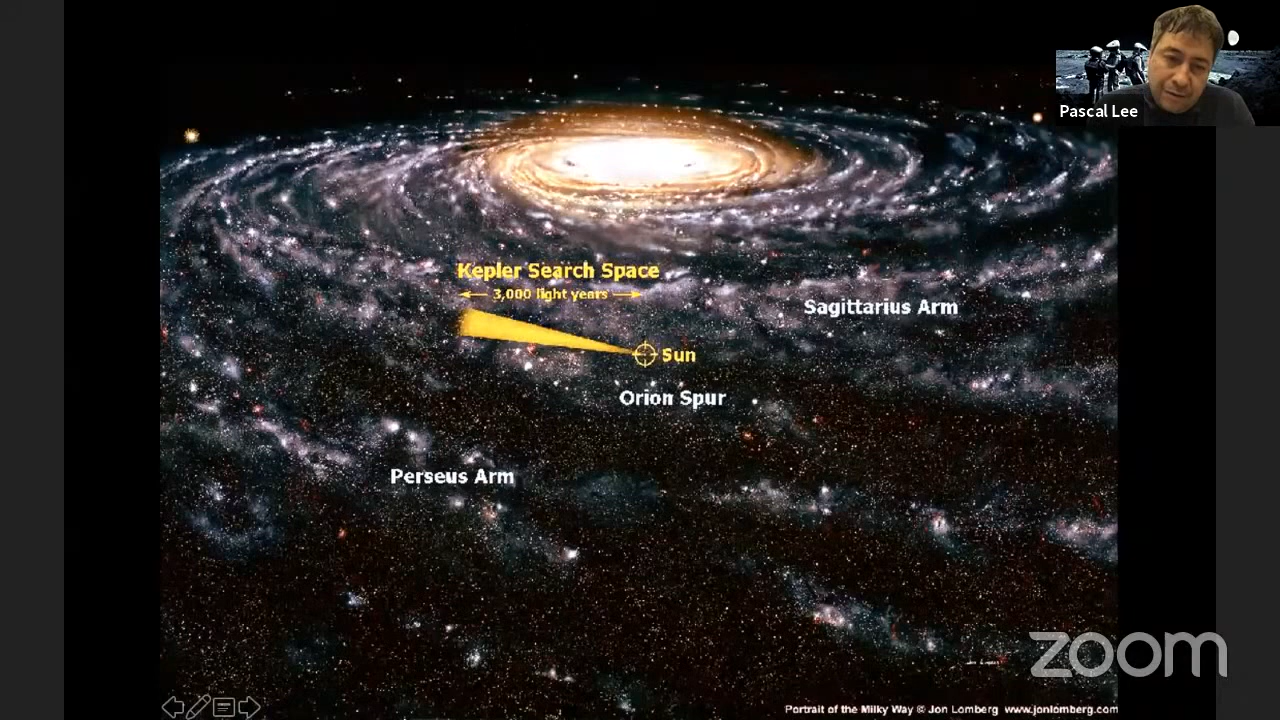 Pascal Lee
Kepler Search Space
3,000 light years
Sagittarius Arm
Sun
Orion Spur
Perseus Arm
zoom
Portrait of the Milky Way © Jon Lomberg www.jonlomberg.com